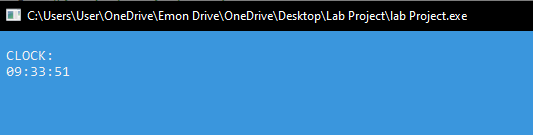 C:\Users\User\OneDrive\Emon Drive\OneDrive\Desktop\Lab Project\lab Project.exe
CLOCK:
09:33:51